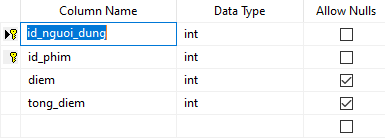 Column Name Data Type Allow Nulls
id_nguoi_dung int
id_phim int
diem int
tong_diem int